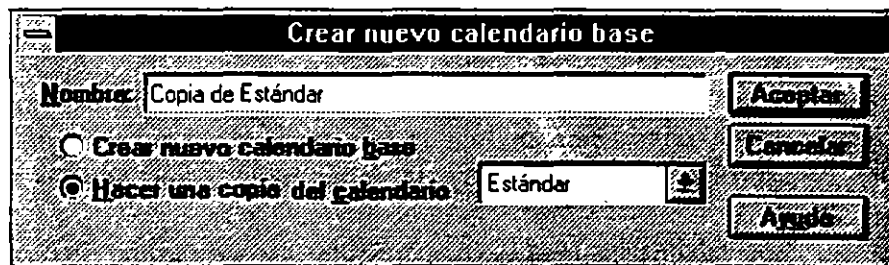 Crear nuevo calendario base
Nombre: Copia de Estándar Aceptar
Crear nuevo calendario base Cancelar
Hacer una copia del calendario Estándar
Ayuda